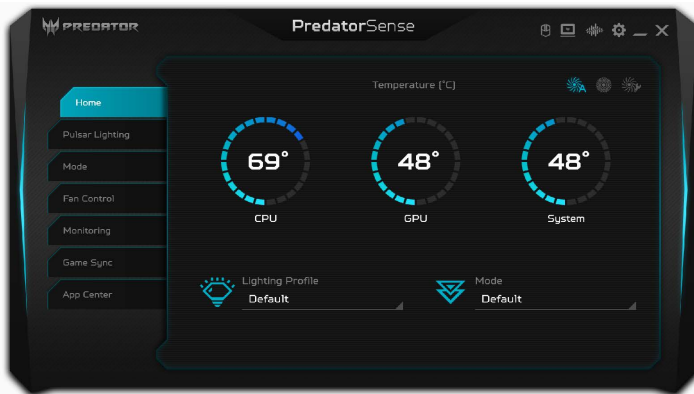 PREDATOR
PredatorSense
Temperature [°C]
Home
Pulsar Lighting
Mode
Fan Control
Monitoring
Game Sync
App Center
69°
48°
48°
CPU
GPU
System
Lighting Profile
Default
Mode
Default